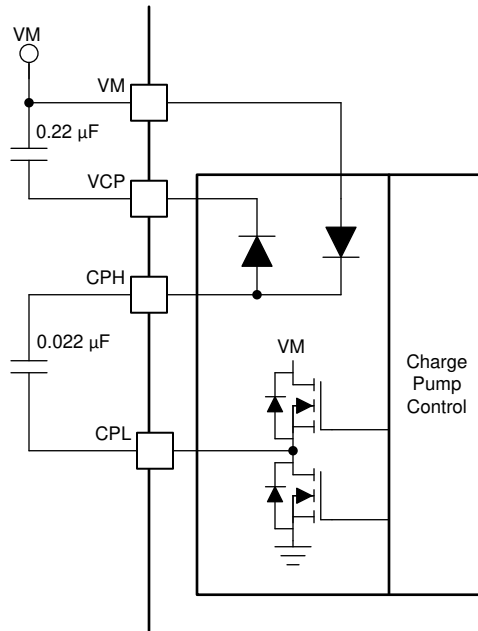 VM
VM
0.22 µF
VCP
CPH
0.022 µF
VM
Charge
Pump
Control
CPL